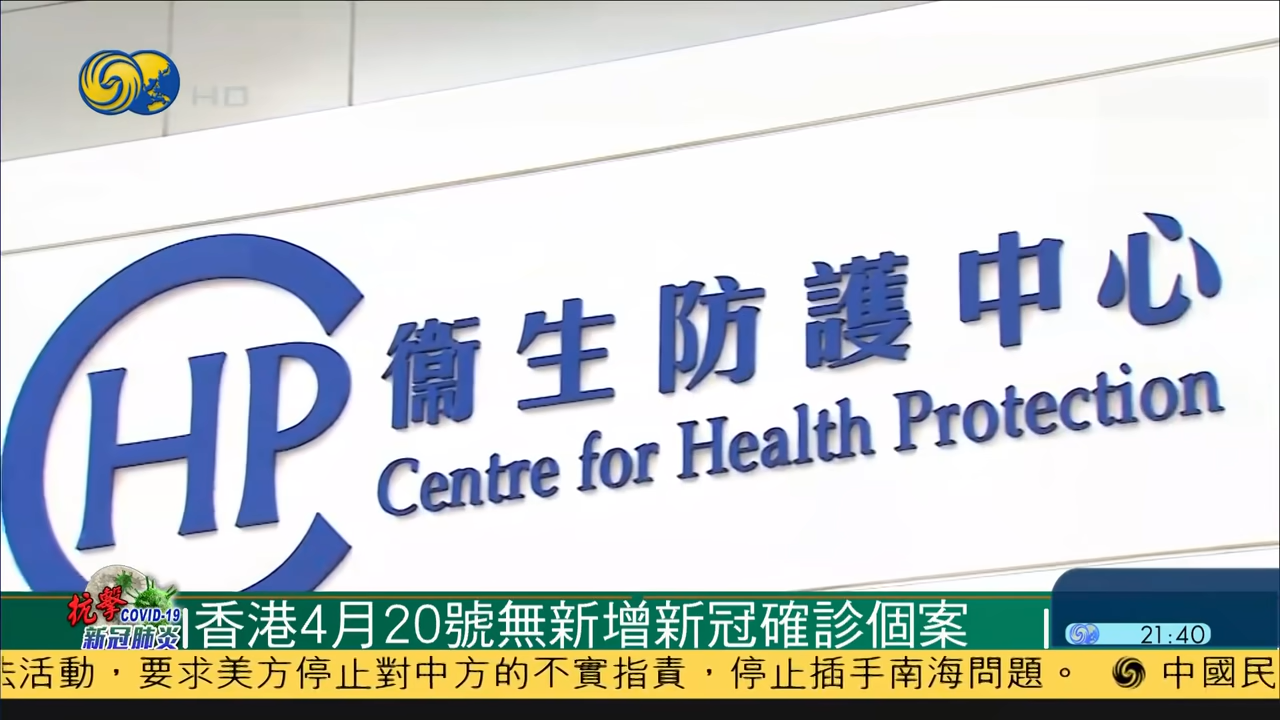 HD
衞生防護中心
CHP
Centre for Health Protection
抗擊
COVID-19
新冠肺炎
香港4月20號無新增新冠確診個案
21:40
法活動，要求美方停止對中方的不實指責，停止插手南海問題。 中國民